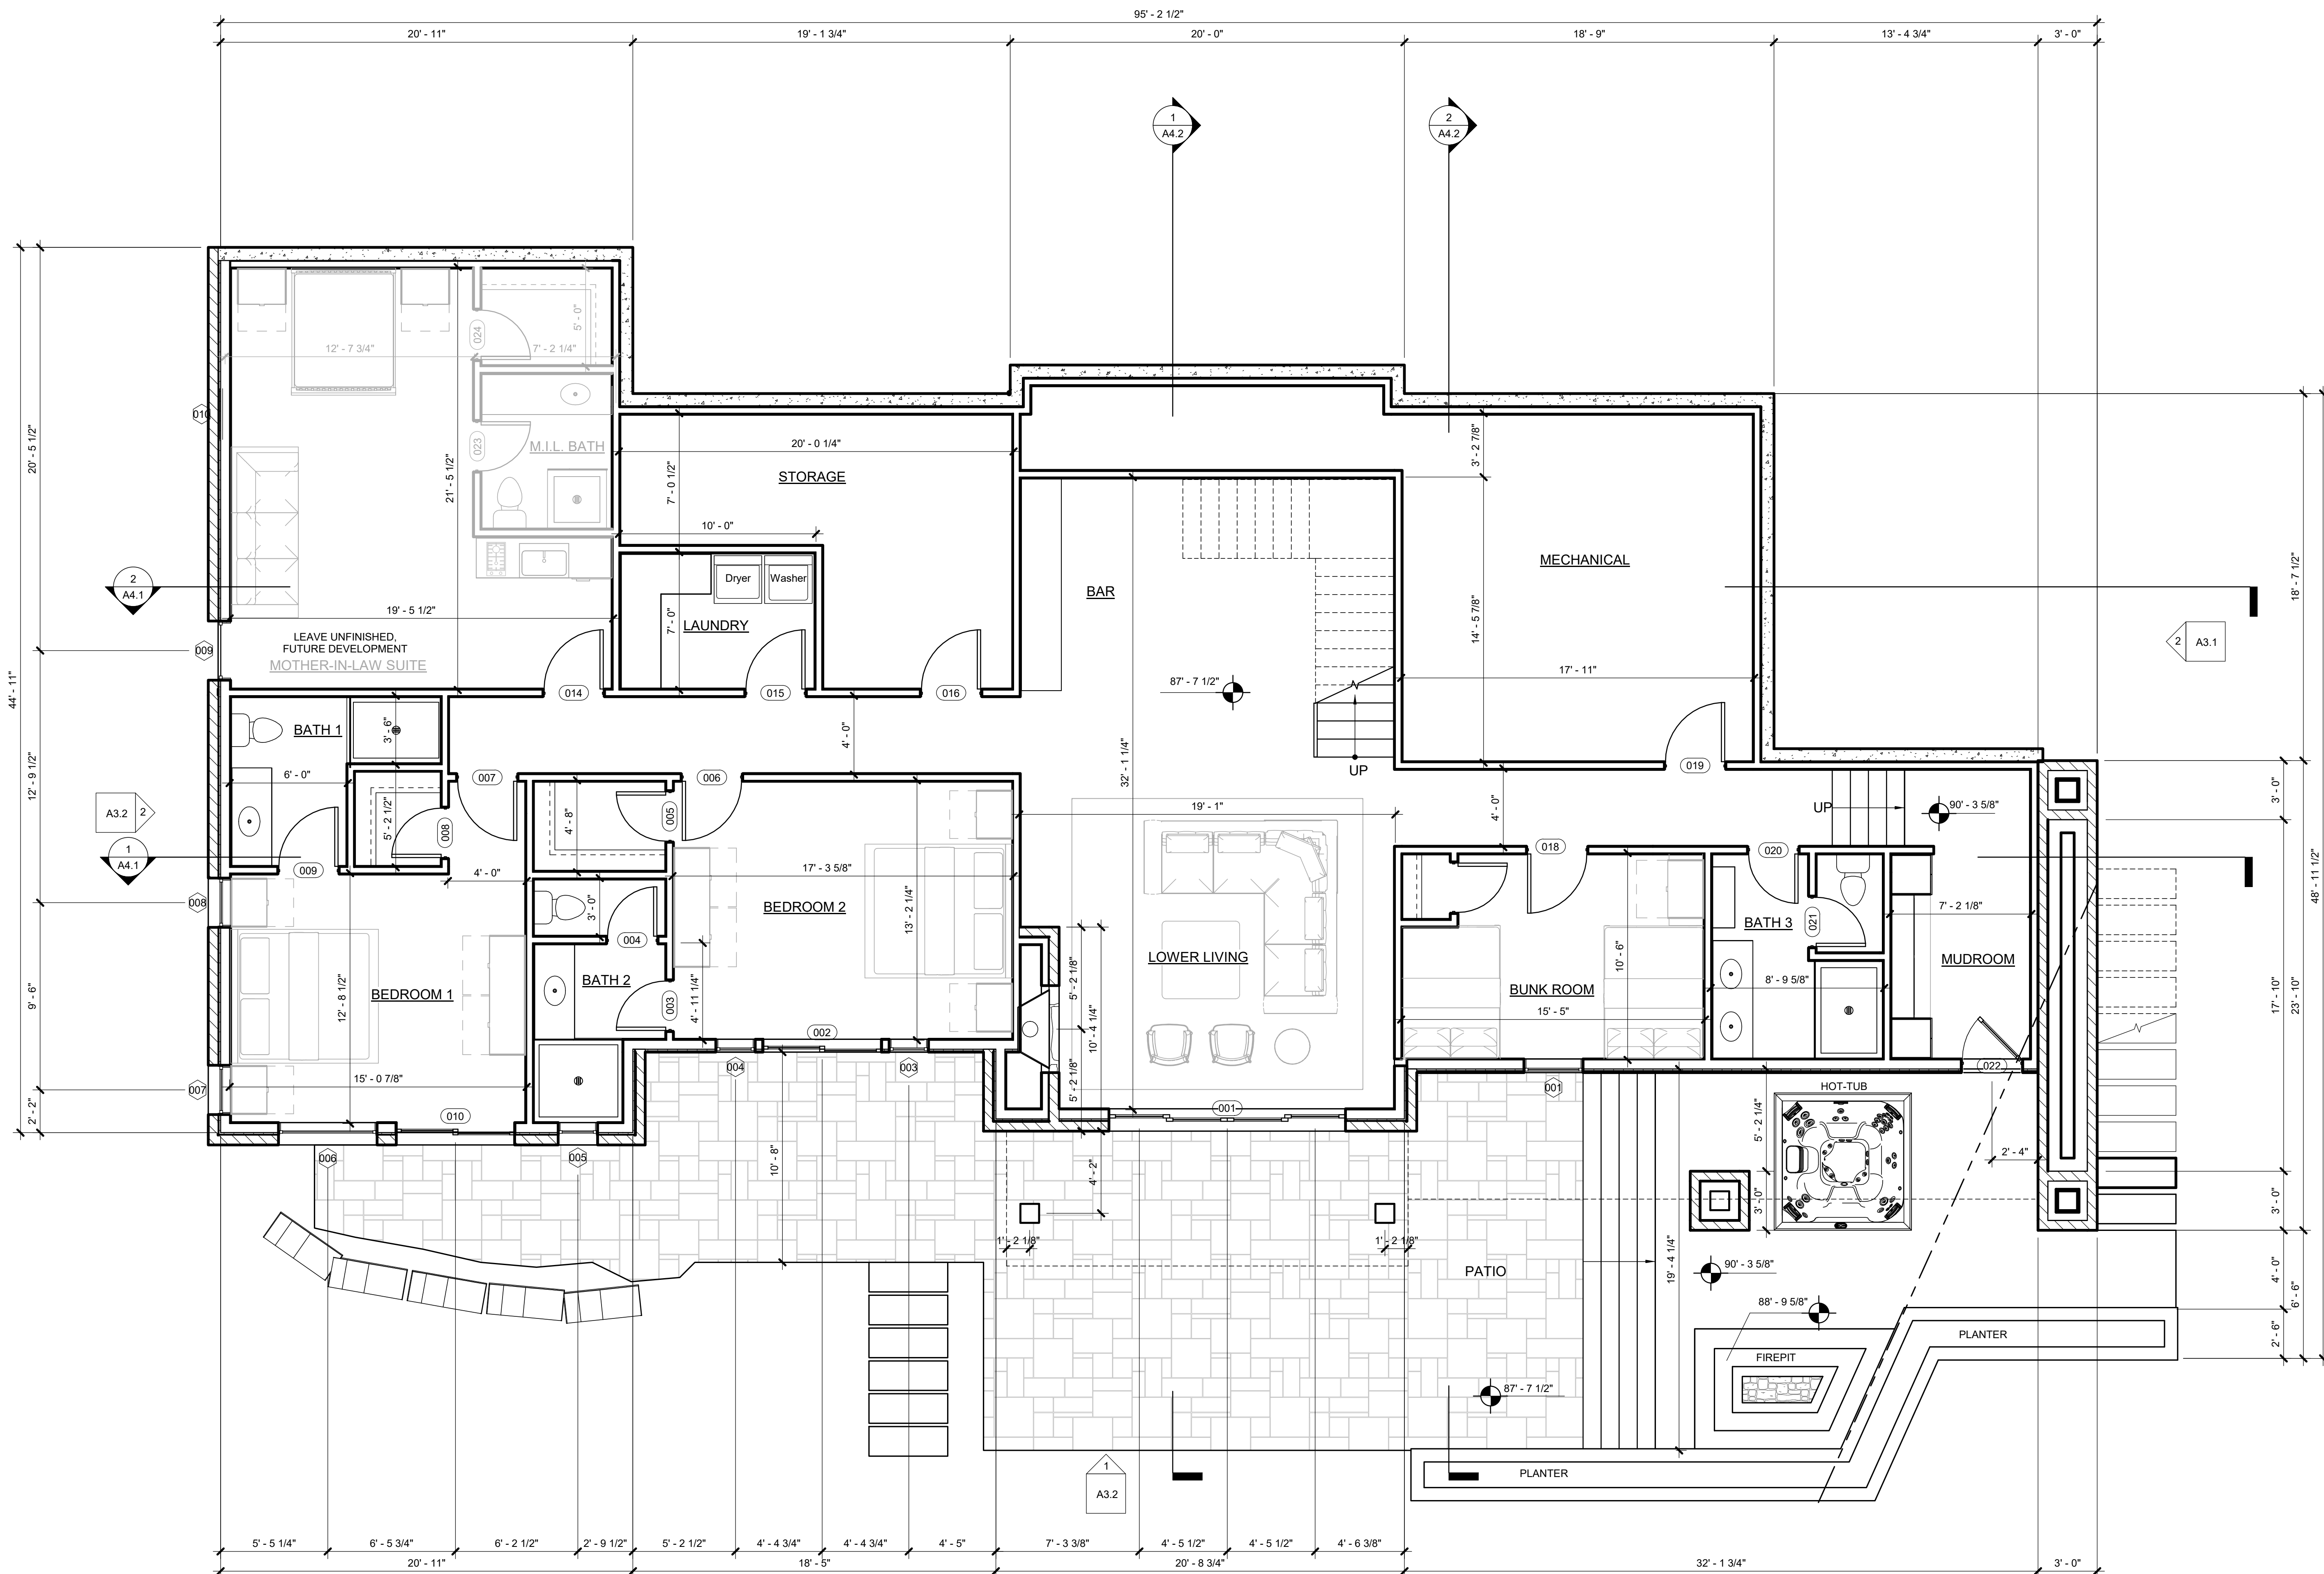 95' - 2 1/2"
20' - 11"
19' - 1 3/4"
20' - 0"
18' - 9"
13' - 4 3/4"
3' - 0"
1
A4.2
2
A4.2
44' - 11"
20' - 5 1/2"
12' - 9 1/2"
9' - 6"
2' - 2"
010
009
008
007
2
A4.1
A3.2
2
1
A4.1
12' - 7 3/4"
7' - 2 1/4"
5' - 0"
024
023
M.I.L. BATH
21' - 5 1/2"
19' - 5 1/2"
LEAVE UNFINISHED,
FUTURE DEVELOPMENT
MOTHER-IN-LAW SUITE
014
20' - 0 1/4"
STORAGE
7' - 0 1/2"
10' - 0"
Dryer
Washer
LAUNDRY
7' - 0"
015
016
BAR
87' - 7 1/2"
32' - 1 1/4"
UP
3' - 2 7/8"
MECHANICAL
14' - 5 7/8"
17' - 11"
019
2
A3.1
18' - 7 1/2"
48' - 11 1/2"
BATH 1
3' - 6"
6' - 0"
5' - 2 1/2"
008
007
009
4' - 0"
4' - 0"
006
005
4' - 8"
3' - 0"
004
BATH 2
003
4' - 11 1/4"
17' - 3 5/8"
BEDROOM 2
13' - 2 1/4"
002
004
003
BEDROOM 1
12' - 8 1/2"
15' - 0 7/8"
010
006
005
19' - 1"
LOWER LIVING
5' - 2 1/8"
10' - 4 1/4"
5' - 2 1/8"
001
4' - 0"
018
10' - 6"
BUNK ROOM
15' - 5"
001
UP
90' - 3 5/8"
020
BATH 3
021
8' - 9 5/8"
7' - 2 1/8"
MUDROOM
022
3' - 0"
17' - 10"
23' - 10"
3' - 0"
4' - 0"
6' - 6"
2' - 6"
HOT-TUB
5' - 2 1/4"
3' - 0"
2' - 4"
10' - 8"
4' - 2"
1' - 2 1/8"
1' - 2 1/8"
PATIO
19' - 4 1/4"
90' - 3 5/8"
88' - 9 5/8"
FIREPIT
PLANTER
87' - 7 1/2"
PLANTER
1
A3.2
5' - 5 1/4"
6' - 5 3/4"
6' - 2 1/2"
2' - 9 1/2"
5' - 2 1/2"
4' - 4 3/4"
4' - 4 3/4"
4' - 5"
7' - 3 3/8"
4' - 5 1/2"
4' - 5 1/2"
4' - 6 3/8"
20' - 11"
18' - 5"
20' - 8 3/4"
32' - 1 3/4"
3' - 0"